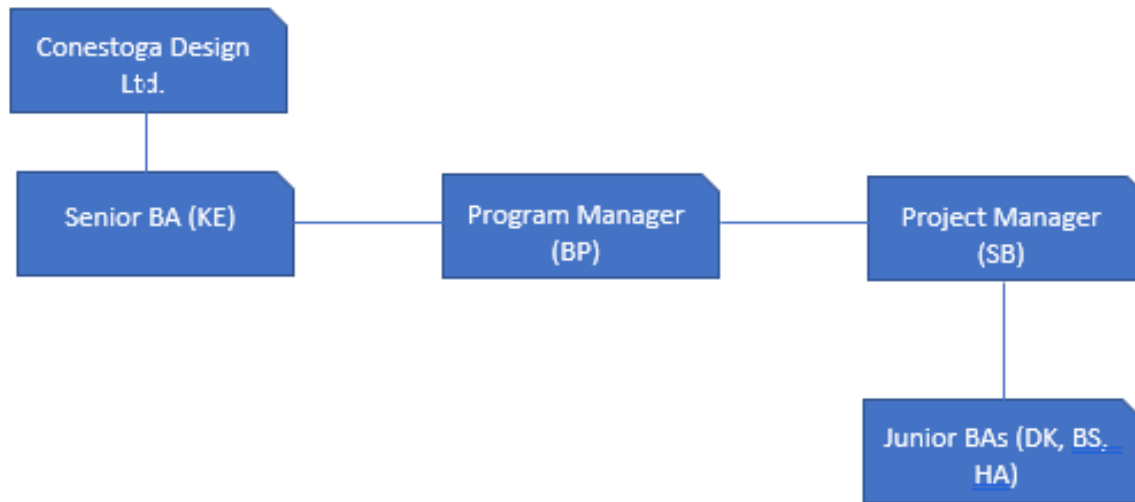 Conestoga Design
Ltd.
Senior BA (KE)
Program Manager
(BP)
Project Manager
(SB)
Junior BAs (DK, BS,
HA)